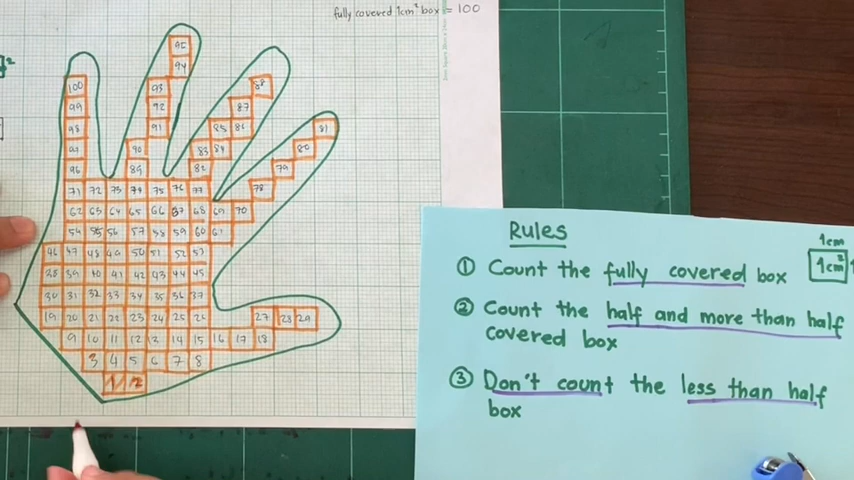 fully covered 1cm² box = 100
95
94
100 93 88
99 92 87
98 91 85 86 81
97 90 83 84 80
96 89 82 79
71 72 73 74 75 76 77 78
62 63 64 65 66 67 68 69 70
54 55 56 57 58 59 60 61
46 47 48 49 50 51 52 53
38 39 40 41 42 43 44 45
30 31 32 33 34 35 36 37
19 20 21 22 23 24 25 26 27 28 29
9 10 11 12 13 14 15 16 17 18
3 4 5 6 7 8
1 2
Rules
1cm
1cm²
① Count the fully covered box
② Count the half and more than half
covered box
③ Don't count the less than half
box